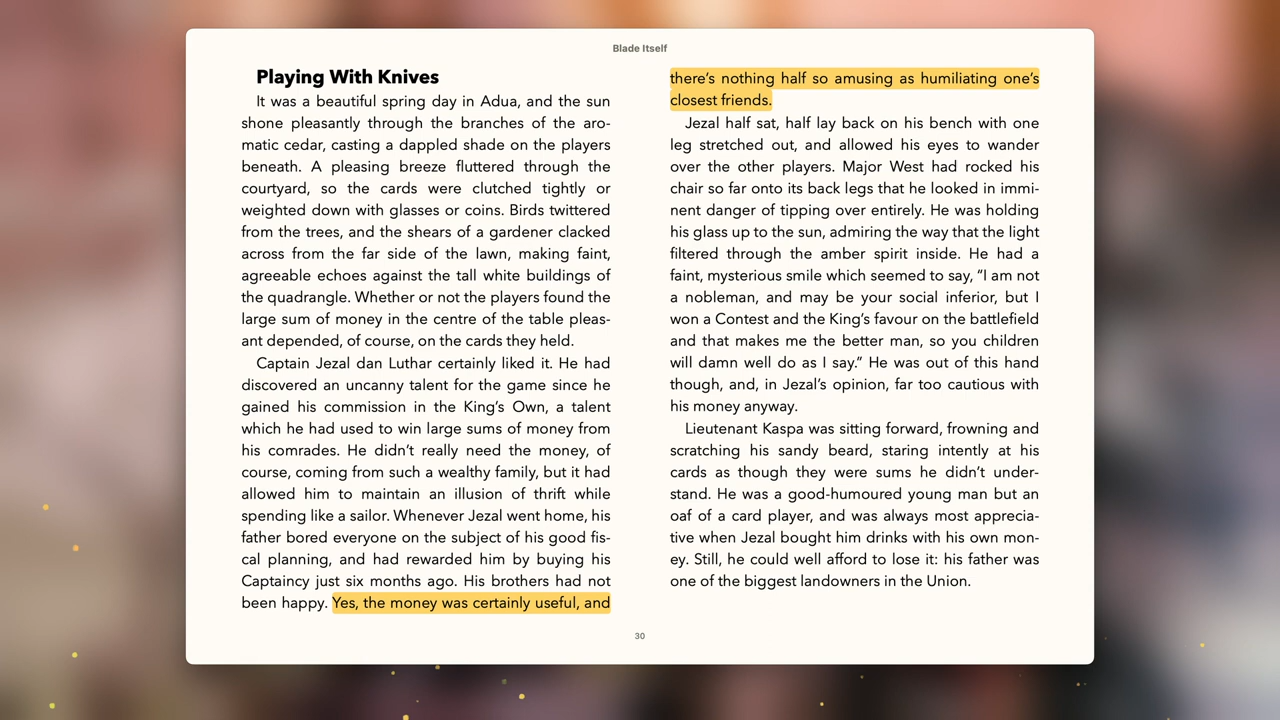 Blade Itself
Playing With Knives
It was a beautiful spring day in Adua, and the sun
shone pleasantly through the branches of the aro-
matic cedar, casting a dappled shade on the players
beneath. A pleasing breeze fluttered through the
courtyard, so the cards were clutched tightly or
weighted down with glasses or coins. Birds twittered
from the trees, and the shears of a gardener clacked
across from the far side of the lawn, making faint,
agreeable echoes against the tall white buildings of
the quadrangle. Whether or not the players found the
large sum of money in the centre of the table pleas-
ant depended, of course, on the cards they held.
Captain Jezal dan Luthar certainly liked it. He had
discovered an uncanny talent for the game since he
gained his commission in the King’s Own, a talent
which he had used to win large sums of money from
his comrades. He didn’t really need the money, of
course, coming from such a wealthy family, but it had
allowed him to maintain an illusion of thrift while
spending like a sailor. Whenever Jezal went home, his
father bored everyone on the subject of his good fis-
cal planning, and had rewarded him by buying his
Captaincy just six months ago. His brothers had not
been happy. Yes, the money was certainly useful, and
there’s nothing half so amusing as humiliating one’s
closest friends.
Jezal half sat, half lay back on his bench with one
leg stretched out, and allowed his eyes to wander
over the other players. Major West had rocked his
chair so far onto its back legs that he looked in immi-
nent danger of tipping over entirely. He was holding
his glass up to the sun, admiring the way that the light
filtered through the amber spirit inside. He had a
faint, mysterious smile which seemed to say, “I am not
a nobleman, and may be your social inferior, but I
won a Contest and the King’s favour on the battlefield
and that makes me the better man, so you children
will damn well do as I say.” He was out of this hand
though, and, in Jezal’s opinion, far too cautious with
his money anyway.
Lieutenant Kaspa was sitting forward, frowning and
scratching his sandy beard, staring intently at his
cards as though they were sums he didn’t under-
stand. He was a good-humoured young man but an
oaf of a card player, and was always most apprecia-
tive when Jezal bought him drinks with his own mon-
ey. Still, he could well afford to lose it: his father was
one of the biggest landowners in the Union.
30